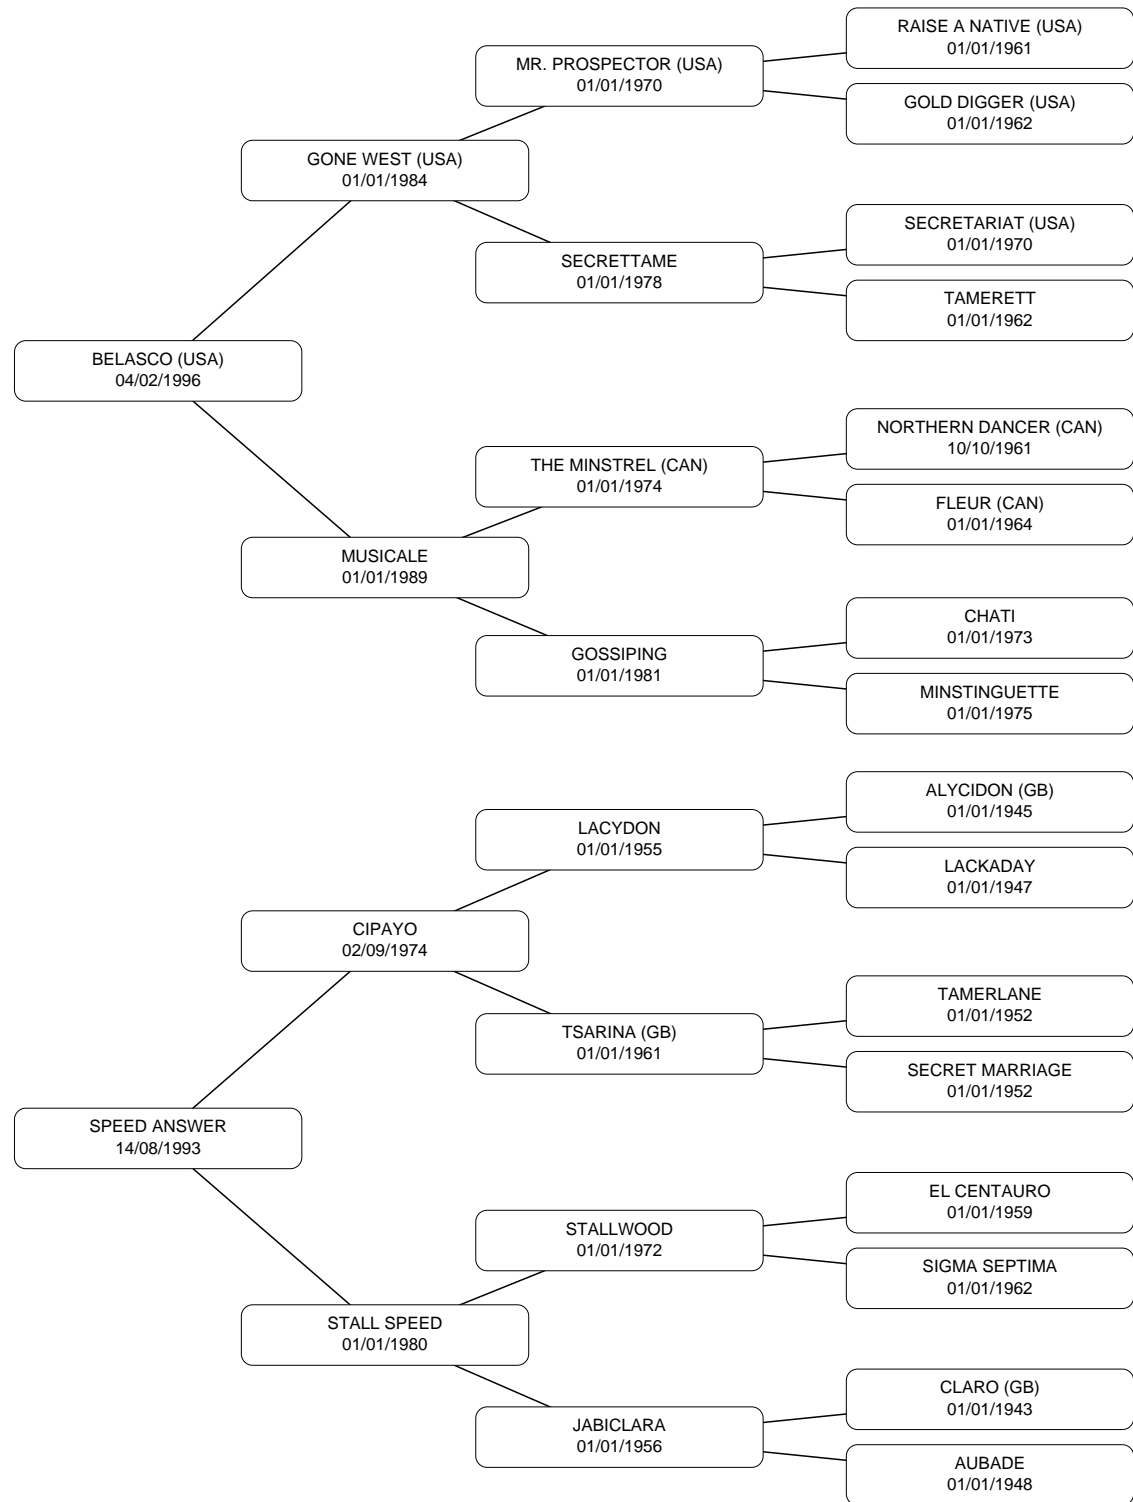 RAISE A NATIVE (USA)
01/01/1961
MR. PROSPECTOR (USA)
01/01/1970
GOLD DIGGER (USA)
01/01/1962
GONE WEST (USA)
01/01/1984
SECRETARIAT (USA)
01/01/1970
SECRETTAME
01/01/1978
TAMERETT
01/01/1962
BELASCO (USA)
04/02/1996
NORTHERN DANCER (CAN)
10/10/1961
THE MINSTREL (CAN)
01/01/1974
FLEUR (CAN)
01/01/1964
MUSICALE
01/01/1989
CHATI
01/01/1973
GOSSIPING
01/01/1981
MINSTINGUETTE
01/01/1975
ALYCIDON (GB)
01/01/1945
LACYDON
01/01/1955
LACKADAY
01/01/1947
CIPAYO
02/09/1974
TAMERLANE
01/01/1952
TSARINA (GB)
01/01/1961
SECRET MARRIAGE
01/01/1952
SPEED ANSWER
14/08/1993
EL CENTAURO
01/01/1959
STALLWOOD
01/01/1972
SIGMA SEPTIMA
01/01/1962
STALL SPEED
01/01/1980
CLARO (GB)
01/01/1943
JABICLARA
01/01/1956
AUBADE
01/01/1948